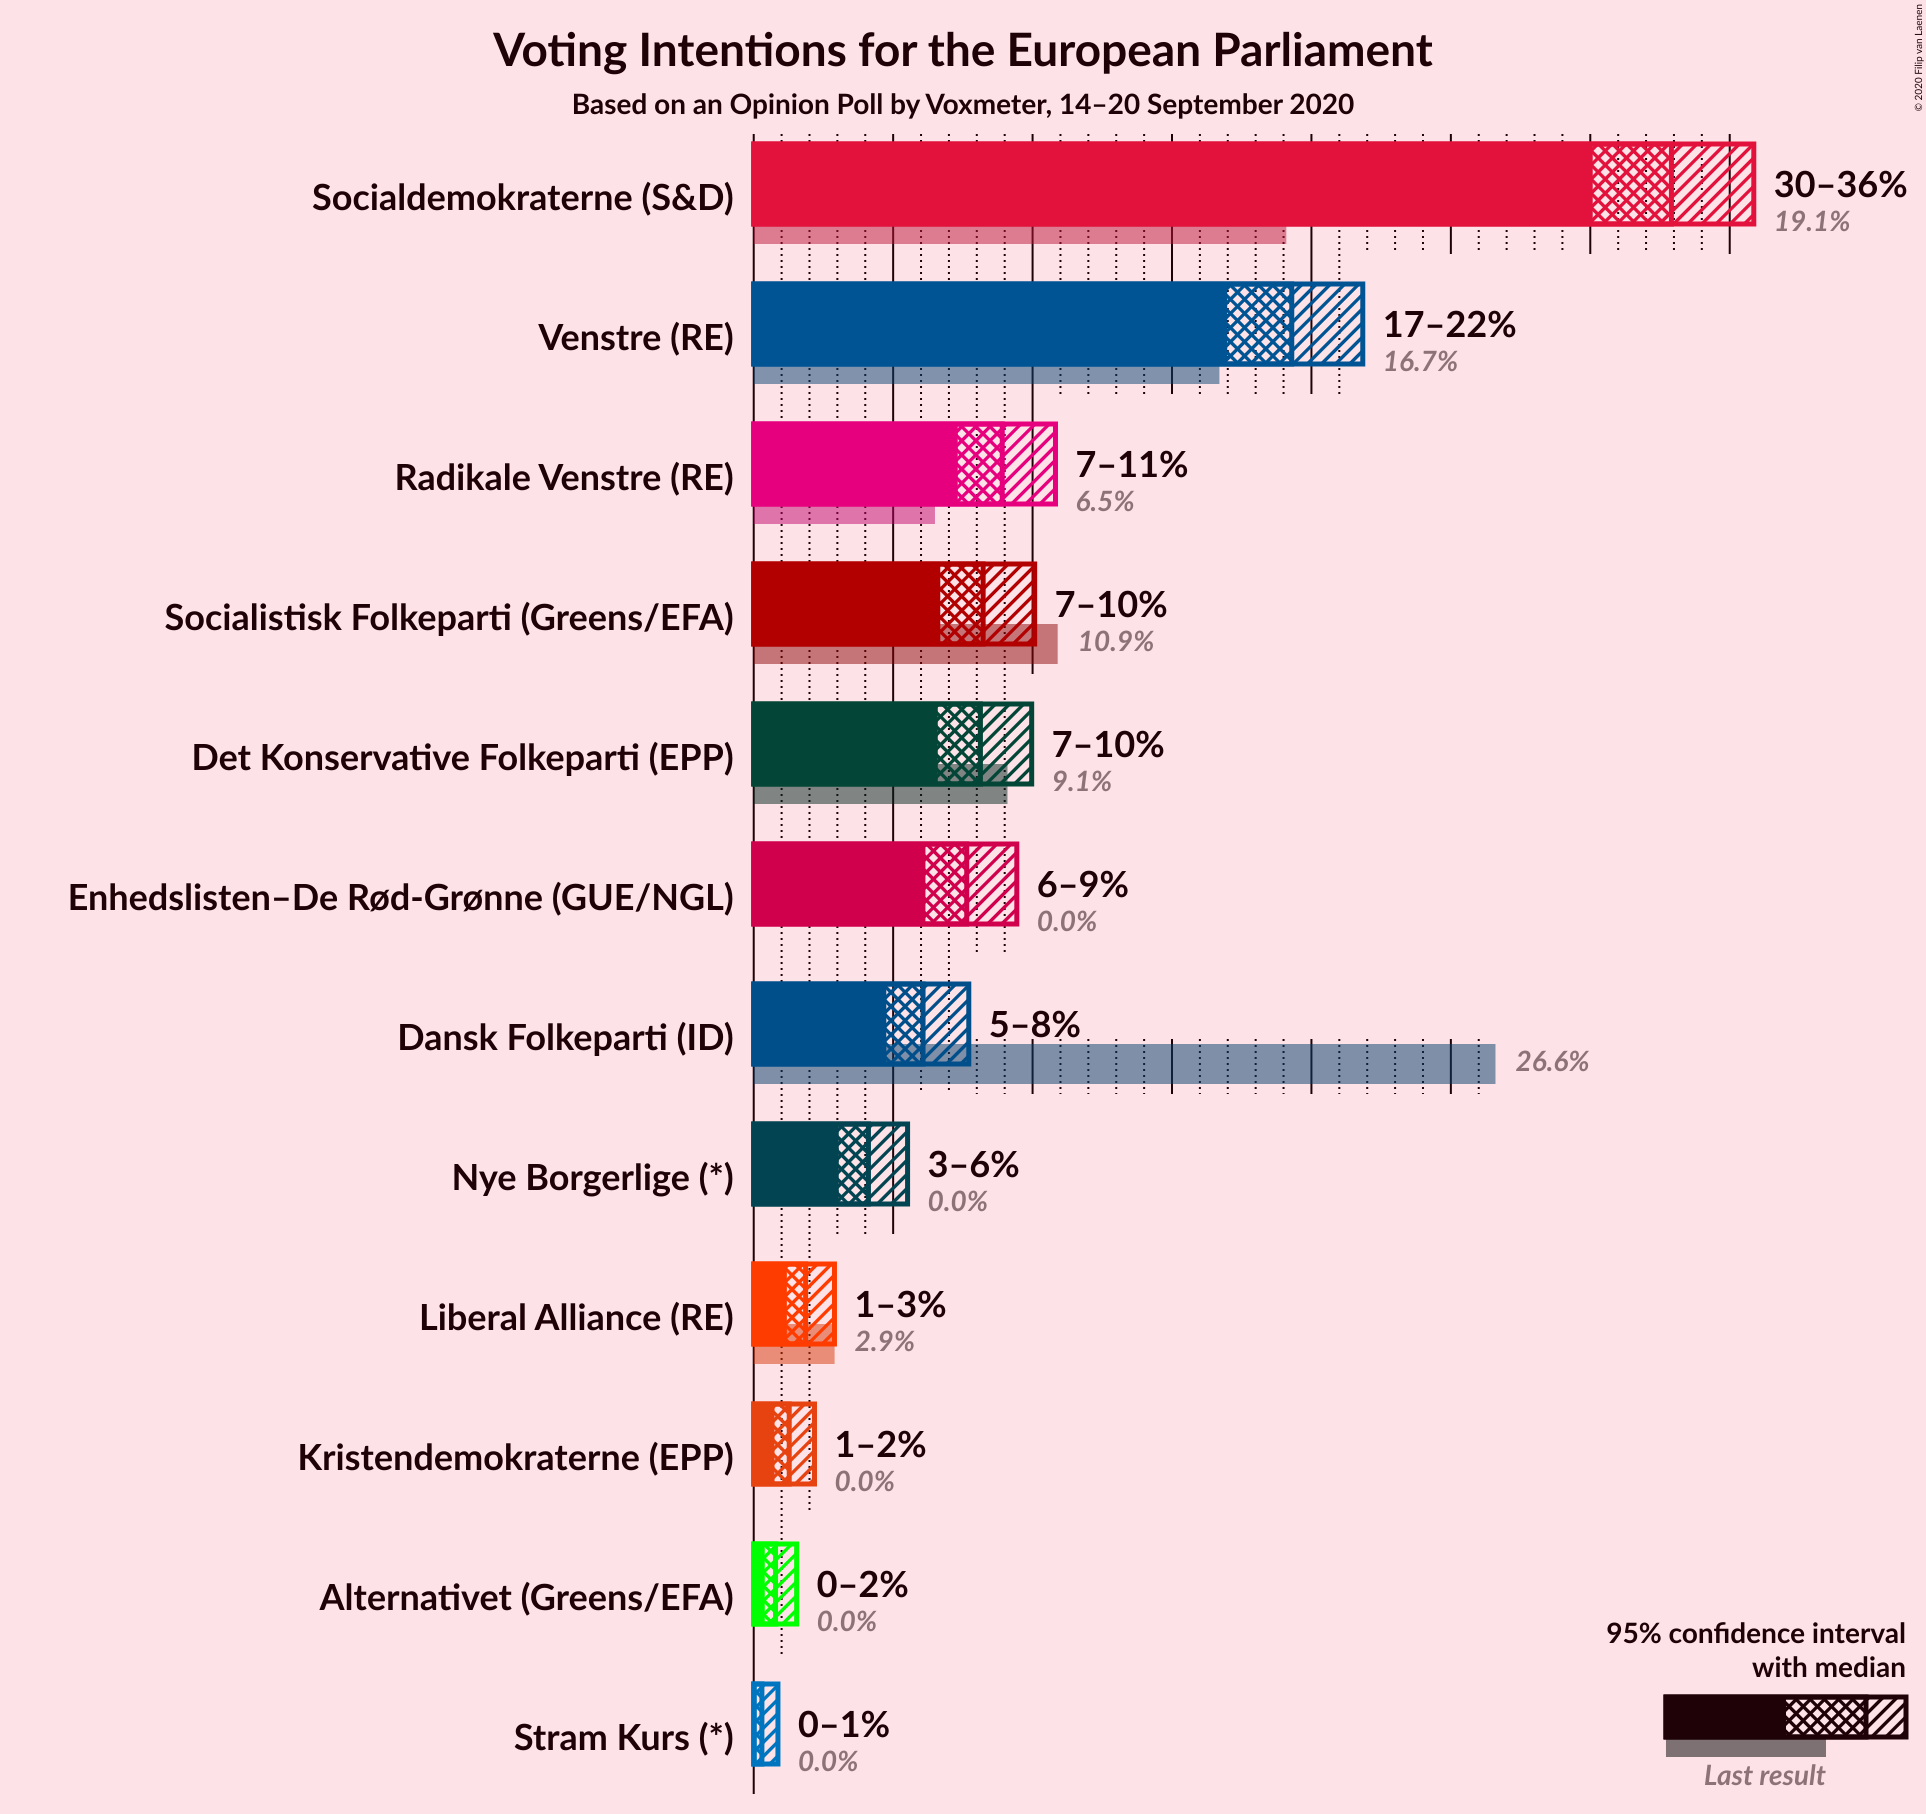 Voting Intentions for the European Parliament
Based on an Opinion Poll by Voxmeter, 14–20 September 2020
© 2020 Filip van Laenen
Socialdemokraterne (S&D)
30–36%
19.1%
Venstre (RE)
17–22%
16.7%
Radikale Venstre (RE)
7–11%
6.5%
Socialistisk Folkeparti (Greens/EFA)
7–10%
10.9%
Det Konservative Folkeparti (EPP)
7–10%
9.1%
Enhedslisten–De Rød-Grønne (GUE/NGL)
6–9%
0.0%
Dansk Folkeparti (ID)
5–8%
26.6%
Nye Borgerlige (*)
3–6%
0.0%
Liberal Alliance (RE)
1–3%
2.9%
Kristendemokraterne (EPP)
1–2%
0.0%
Alternativet (Greens/EFA)
0–2%
0.0%
Stram Kurs (*)
0–1%
0.0%
95% confidence interval
with median
Last result